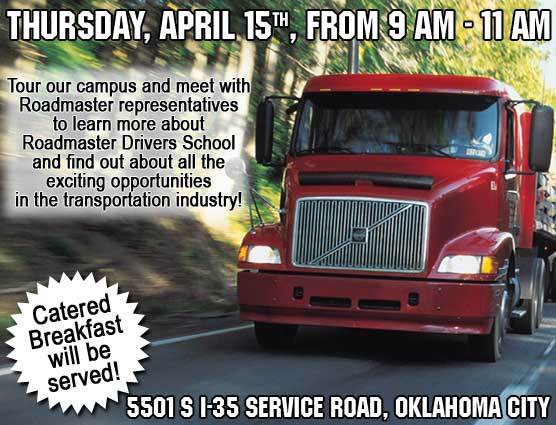 THURSDAY, APRIL 15TH, FROM 9 AM - 11 AM
Tour our campus and meet with
Roadmaster representatives
to learn more about
Roadmaster Drivers School
and find out about all the
exciting opportunities
in the transportation industry!
Catered
Breakfast
will be
served!
5501 S I-35 SERVICE ROAD, OKLAHOMA CITY